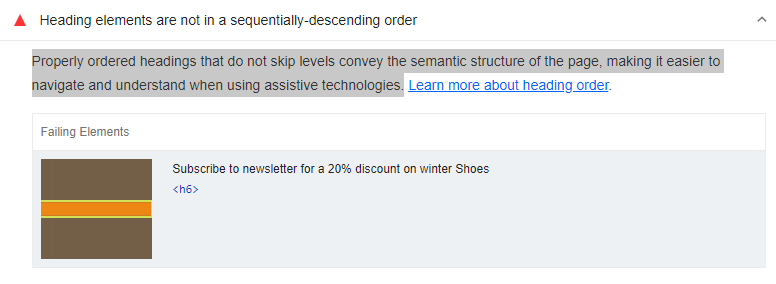 Heading elements are not in a sequentially-descending order
Properly ordered headings that do not skip levels convey the semantic structure of the page, making it easier to
navigate and understand when using assistive technologies. Learn more about heading order.
Failing Elements
Subscribe to newsletter for a 20% discount on winter Shoes
<h6>